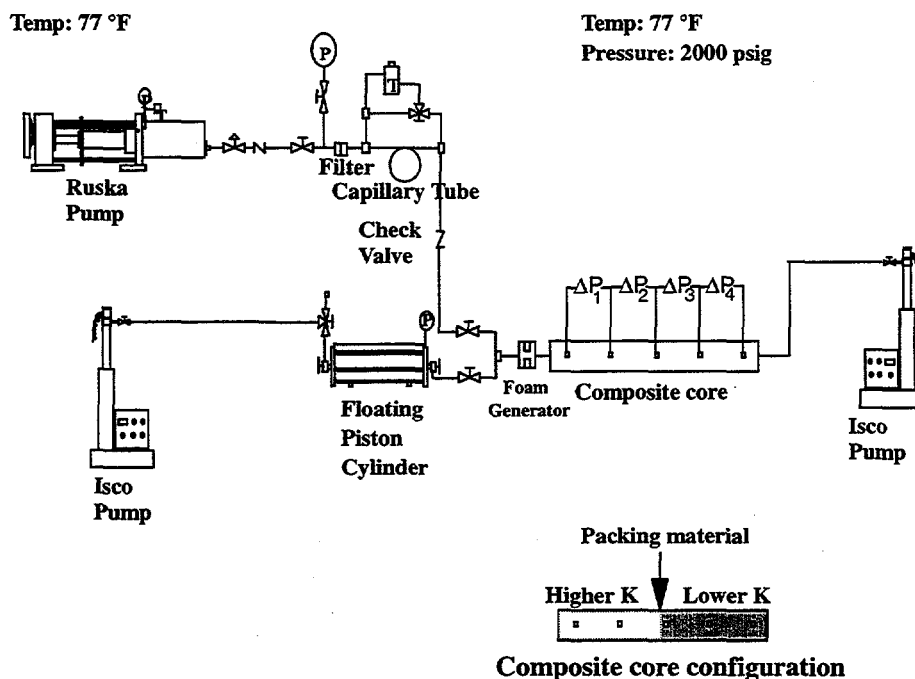 Temp: 77 °F
Temp: 77 °F
Pressure: 2000 psig
P
T
P
Filter
Capillary Tube
Ruska
Pump
Check
Valve
ΔP1 ΔP2 ΔP3 ΔP4
P
Foam
Generator
Composite core
Floating
Piston
Cylinder
Isco
Pump
Isco
Pump
Packing material
Higher K Lower K
Composite core configuration